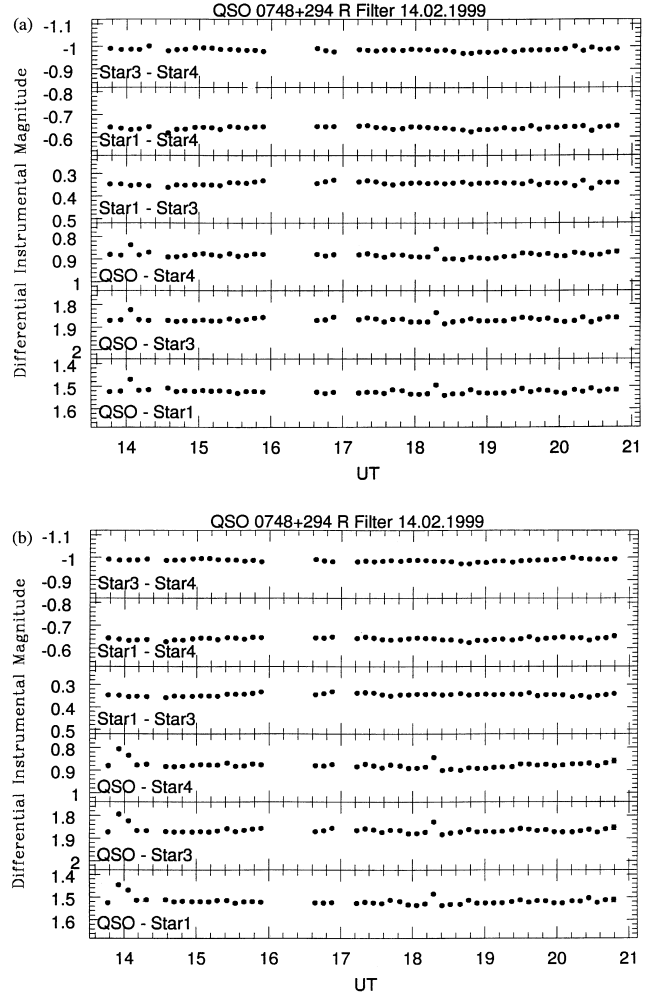 QSO 0748+294 R Filter 14.02.1999
(a)
Differential Instrumental Magnitude
-1.1
-1
-0.9
Star3 - Star4
-0.8
-0.7
-0.6
Star1 - Star4
0.3
0.4
Star1 - Star3
0.5
0.8
0.9
QSO - Star4
1
1.8
1.9
QSO - Star3
2
1.4
1.5
1.6
QSO - Star1
14 15 16 17 18 19 20 21
UT
QSO 0748+294 R Filter 14.02.1999
(b)
Differential Instrumental Magnitude
-1.1
-1
-0.9
Star3 - Star4
-0.8
-0.7
-0.6
Star1 - Star4
0.3
0.4
Star1 - Star3
0.5
0.8
0.9
QSO - Star4
1
1.8
1.9
QSO - Star3
2
1.4
1.5
1.6
QSO - Star1
14 15 16 17 18 19 20 21
UT